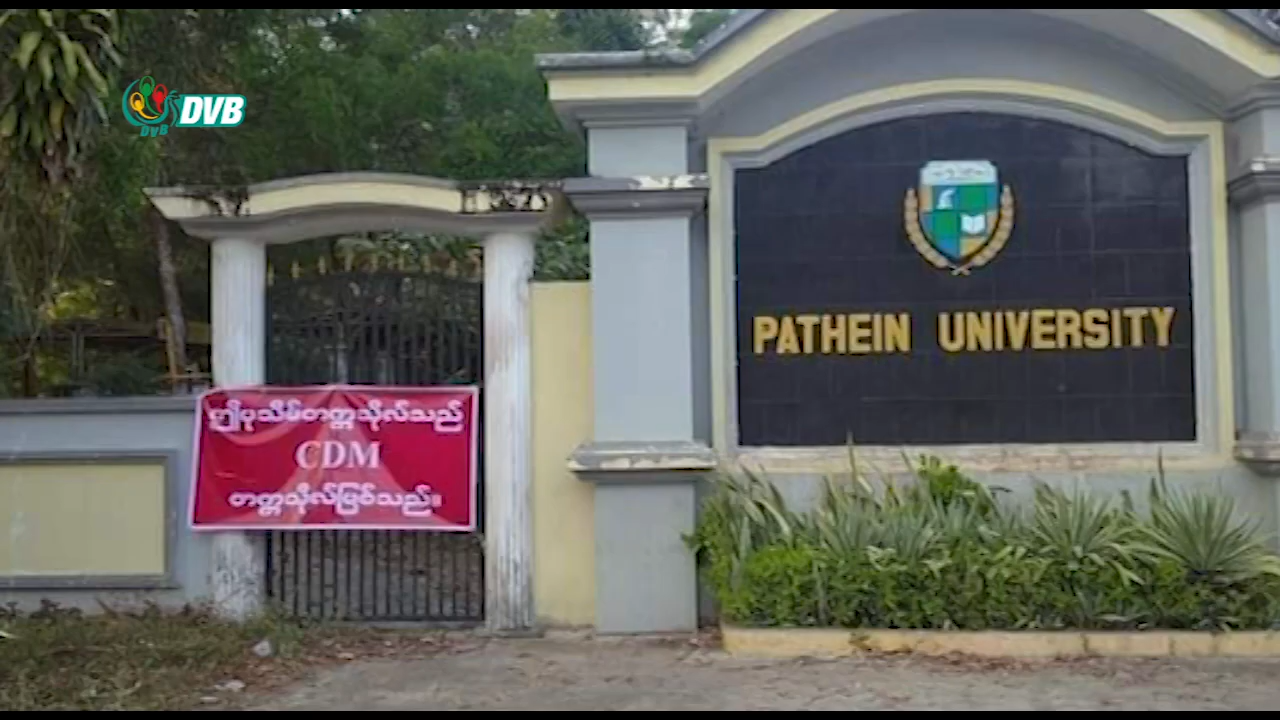 DVB
DVB
PATHEIN UNIVERSITY
ဤပုသိမ်တက္ကသိုလ်သည်
CDM
တက္ကသိုလ်ဖြစ်သည်။